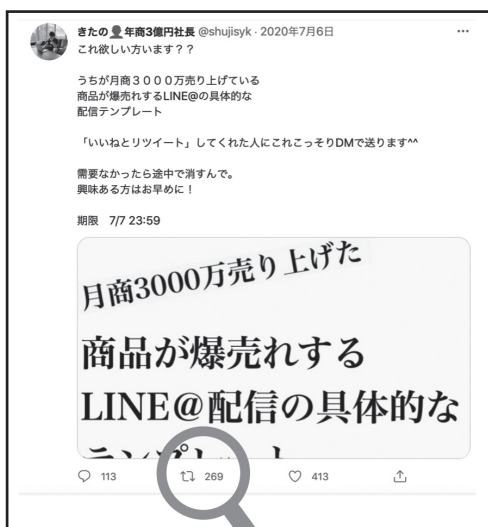 きたの👤年商3億円社長 @shujisyk · 2020年7月6日
これ欲しい方います？？
うちが月商３０００万売り上げている
商品が爆売れするLINE@の具体的な
配信テンプレート
「いいねとリツイート」してくれた人にこれこっそりDMで送ります^^
需要なかったら途中で消すんで。
興味ある方はお早めに！
期限　7/7 23:59
月商3000万売り上げた
商品が爆売れする
LINE@配信の具体的な
テンプレート
113 269 413